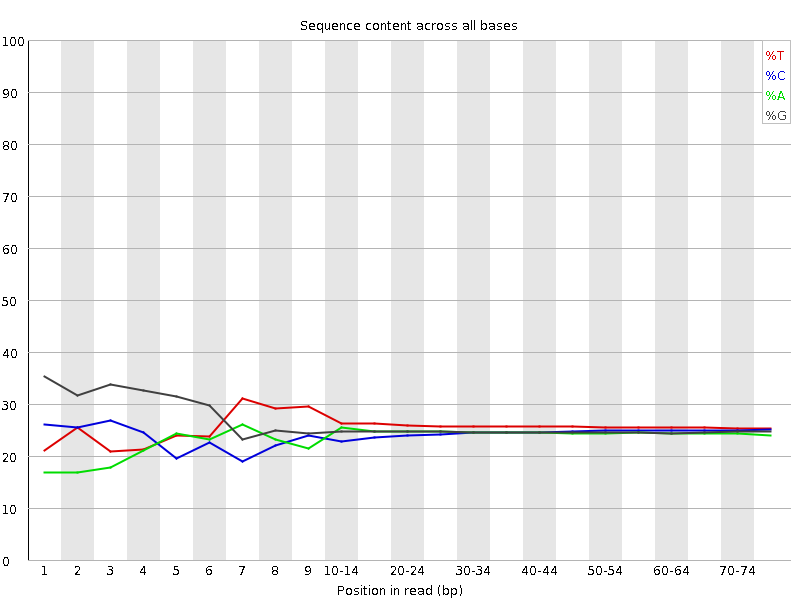 Sequence content across all bases
100
90
80
70
60
50
40
30
20
10
0
%T
%C
%A
%G
1 2 3 4 5 6 7 8 9 10-14 20-24 30-34 40-44 50-54 60-64 70-74
Position in read (bp)